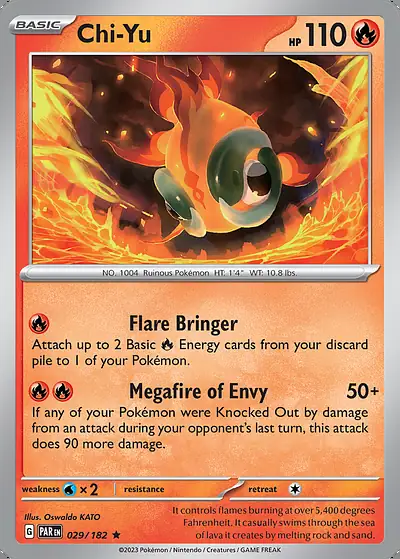 BASIC
Chi-Yu
HP 110
NO. 1004 Ruinous Pokémon HT: 1'4" WT: 10.8 lbs.
Flare Bringer
Attach up to 2 Basic Energy cards from your discard
pile to 1 of your Pokémon.
Megafire of Envy 50+
If any of your Pokémon were Knocked Out by damage
from an attack during your opponent's last turn, this attack
does 90 more damage.
weakness ×2 resistance retreat
Illus. Oswaldo KATO
G PAR EN 029/182 ★
It controls flames burning at over 5,400 degrees
Fahrenheit. It casually swims through the sea
of lava it creates by melting rock and sand.
©2023 Pokémon / Nintendo / Creatures / GAME FREAK